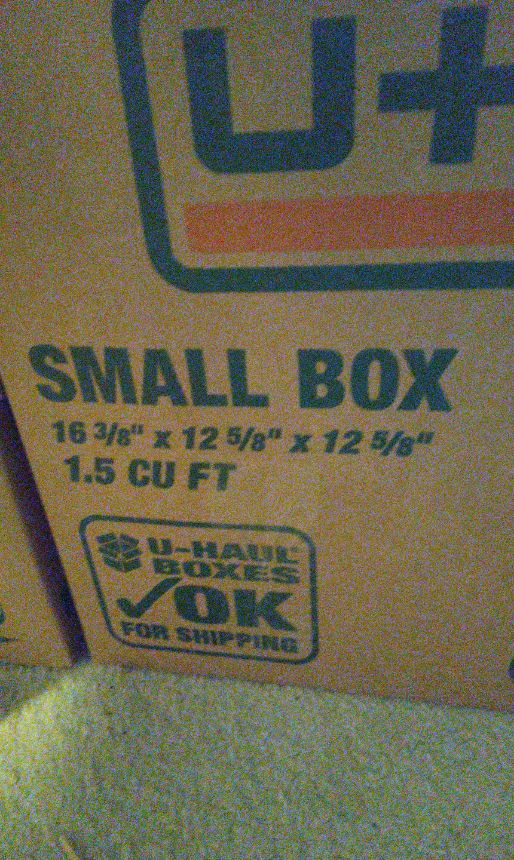 U+
SMALL BOX
16 3/8" x 12 5/8" x 12 5/8"
1.5 CU FT
U-HAUL®
BOXES
✓OK
FOR SHIPPING